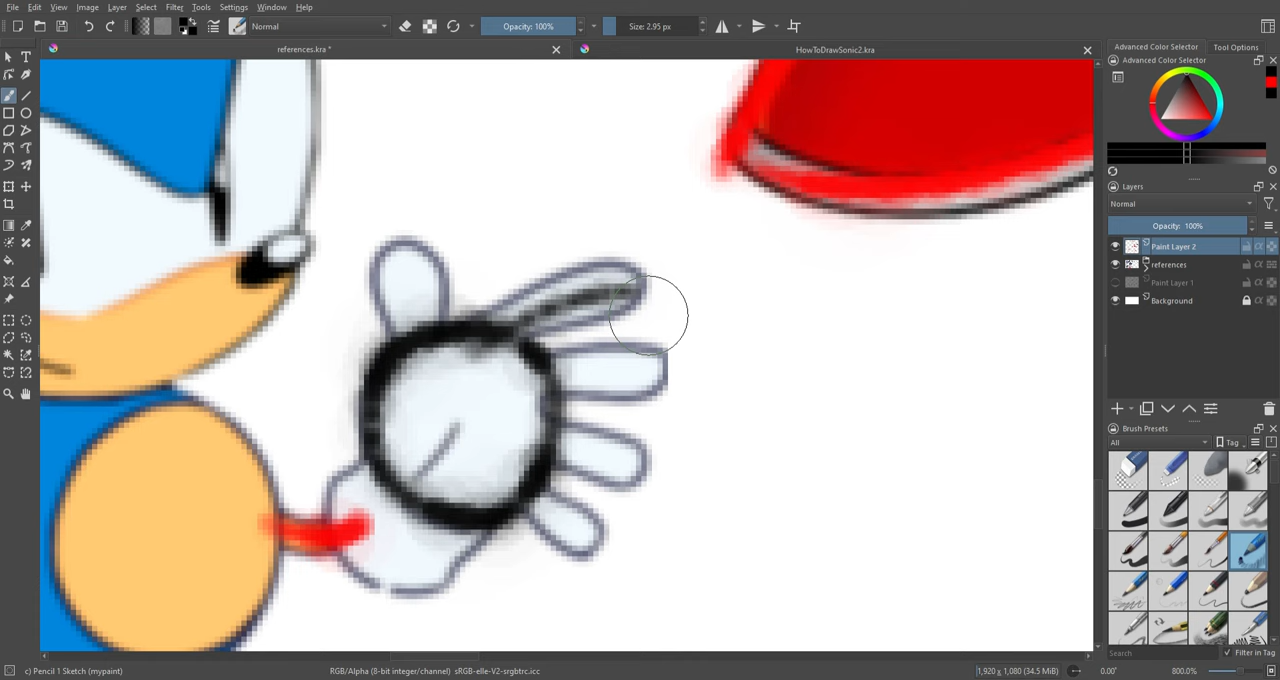 File Edit View Image Layer Select Filter Tools Settings Window Help
Normal
Opacity: 100%
Size: 2.95 px
references.kra *
HowToDrawSonic2.kra
Advanced Color Selector
Tool Options
Advanced Color Selector
Layers
Normal
Opacity: 100%
Paint Layer 2
references
Paint Layer 1
Background
Brush Presets
All
Tag
Search
Filter in Tag
c) Pencil 1 Sketch (mypaint)
RGB/Alpha (8-bit integer/channel) sRGB-elle-V2-srgbtrc.icc
1,920 x 1,080 (34.5 MiB)
0.00°
800.0%